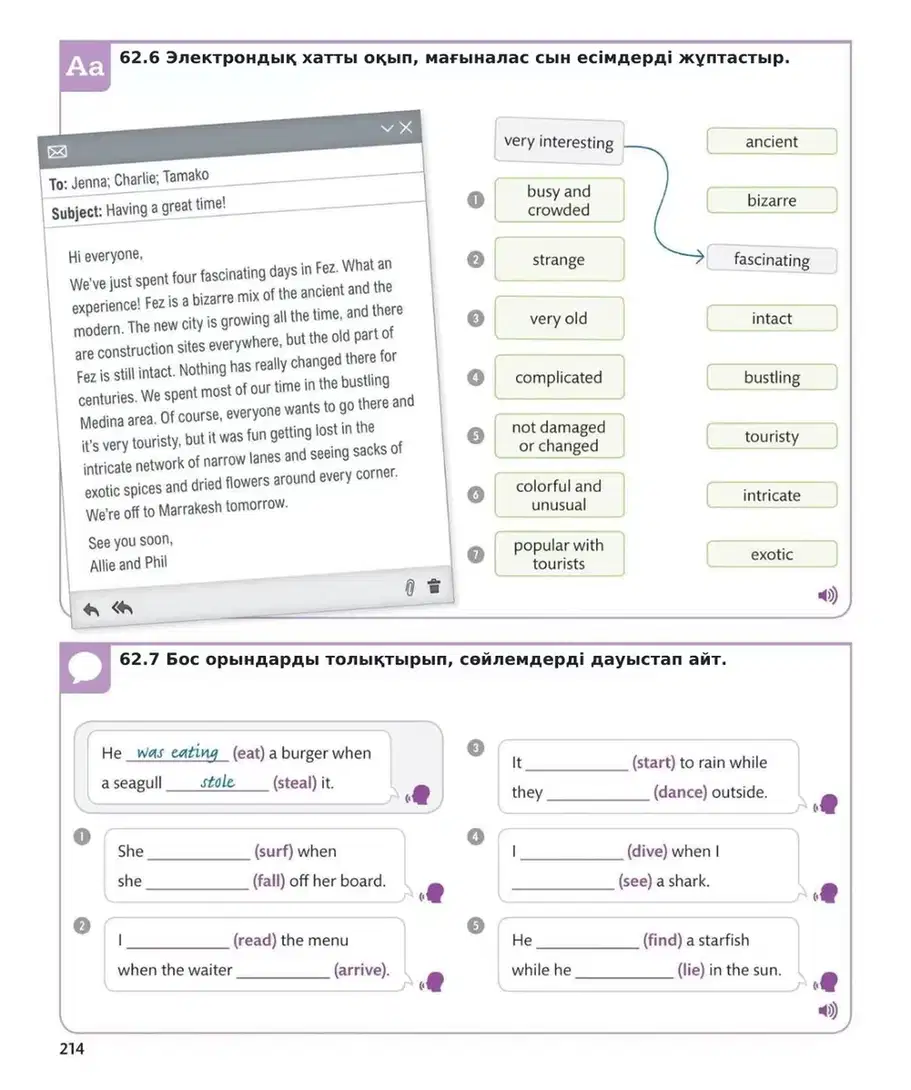 Aa
62.6 Электрондық хатты оқып, мағыналас сын есімдерді жұптастыр.
To: Jenna; Charlie; Tamako
Subject: Having a great time!
Hi everyone,
We've just spent four fascinating days in Fez. What an
experience! Fez is a bizarre mix of the ancient and the
modern. The new city is growing all the time, and there
are construction sites everywhere, but the old part of
Fez is still intact. Nothing has really changed there for
centuries. We spent most of our time in the bustling
Medina area. Of course, everyone wants to go there and
it's very touristy, but it was fun getting lost in the
intricate network of narrow lanes and seeing sacks of
exotic spices and dried flowers around every corner.
We're off to Marrakesh tomorrow.
See you soon,
Allie and Phil
very interesting
1 busy and
crowded
2 strange
3 very old
4 complicated
5 not damaged
or changed
6 colorful and
unusual
7 popular with
tourists
ancient
bizarre
fascinating
intact
bustling
touristy
intricate
exotic
62.7 Бос орындарды толықтырып, сөйлемдерді дауыстап айт.
He was eating (eat) a burger when
a seagull stole (steal) it.
1 She ____________ (surf) when
she ____________ (fall) off her board.
2 I ____________ (read) the menu
when the waiter ___________ (arrive).
3 It ____________ (start) to rain while
they ____________ (dance) outside.
4 I ____________ (dive) when I
____________ (see) a shark.
5 He ____________ (find) a starfish
while he ____________ (lie) in the sun.
214